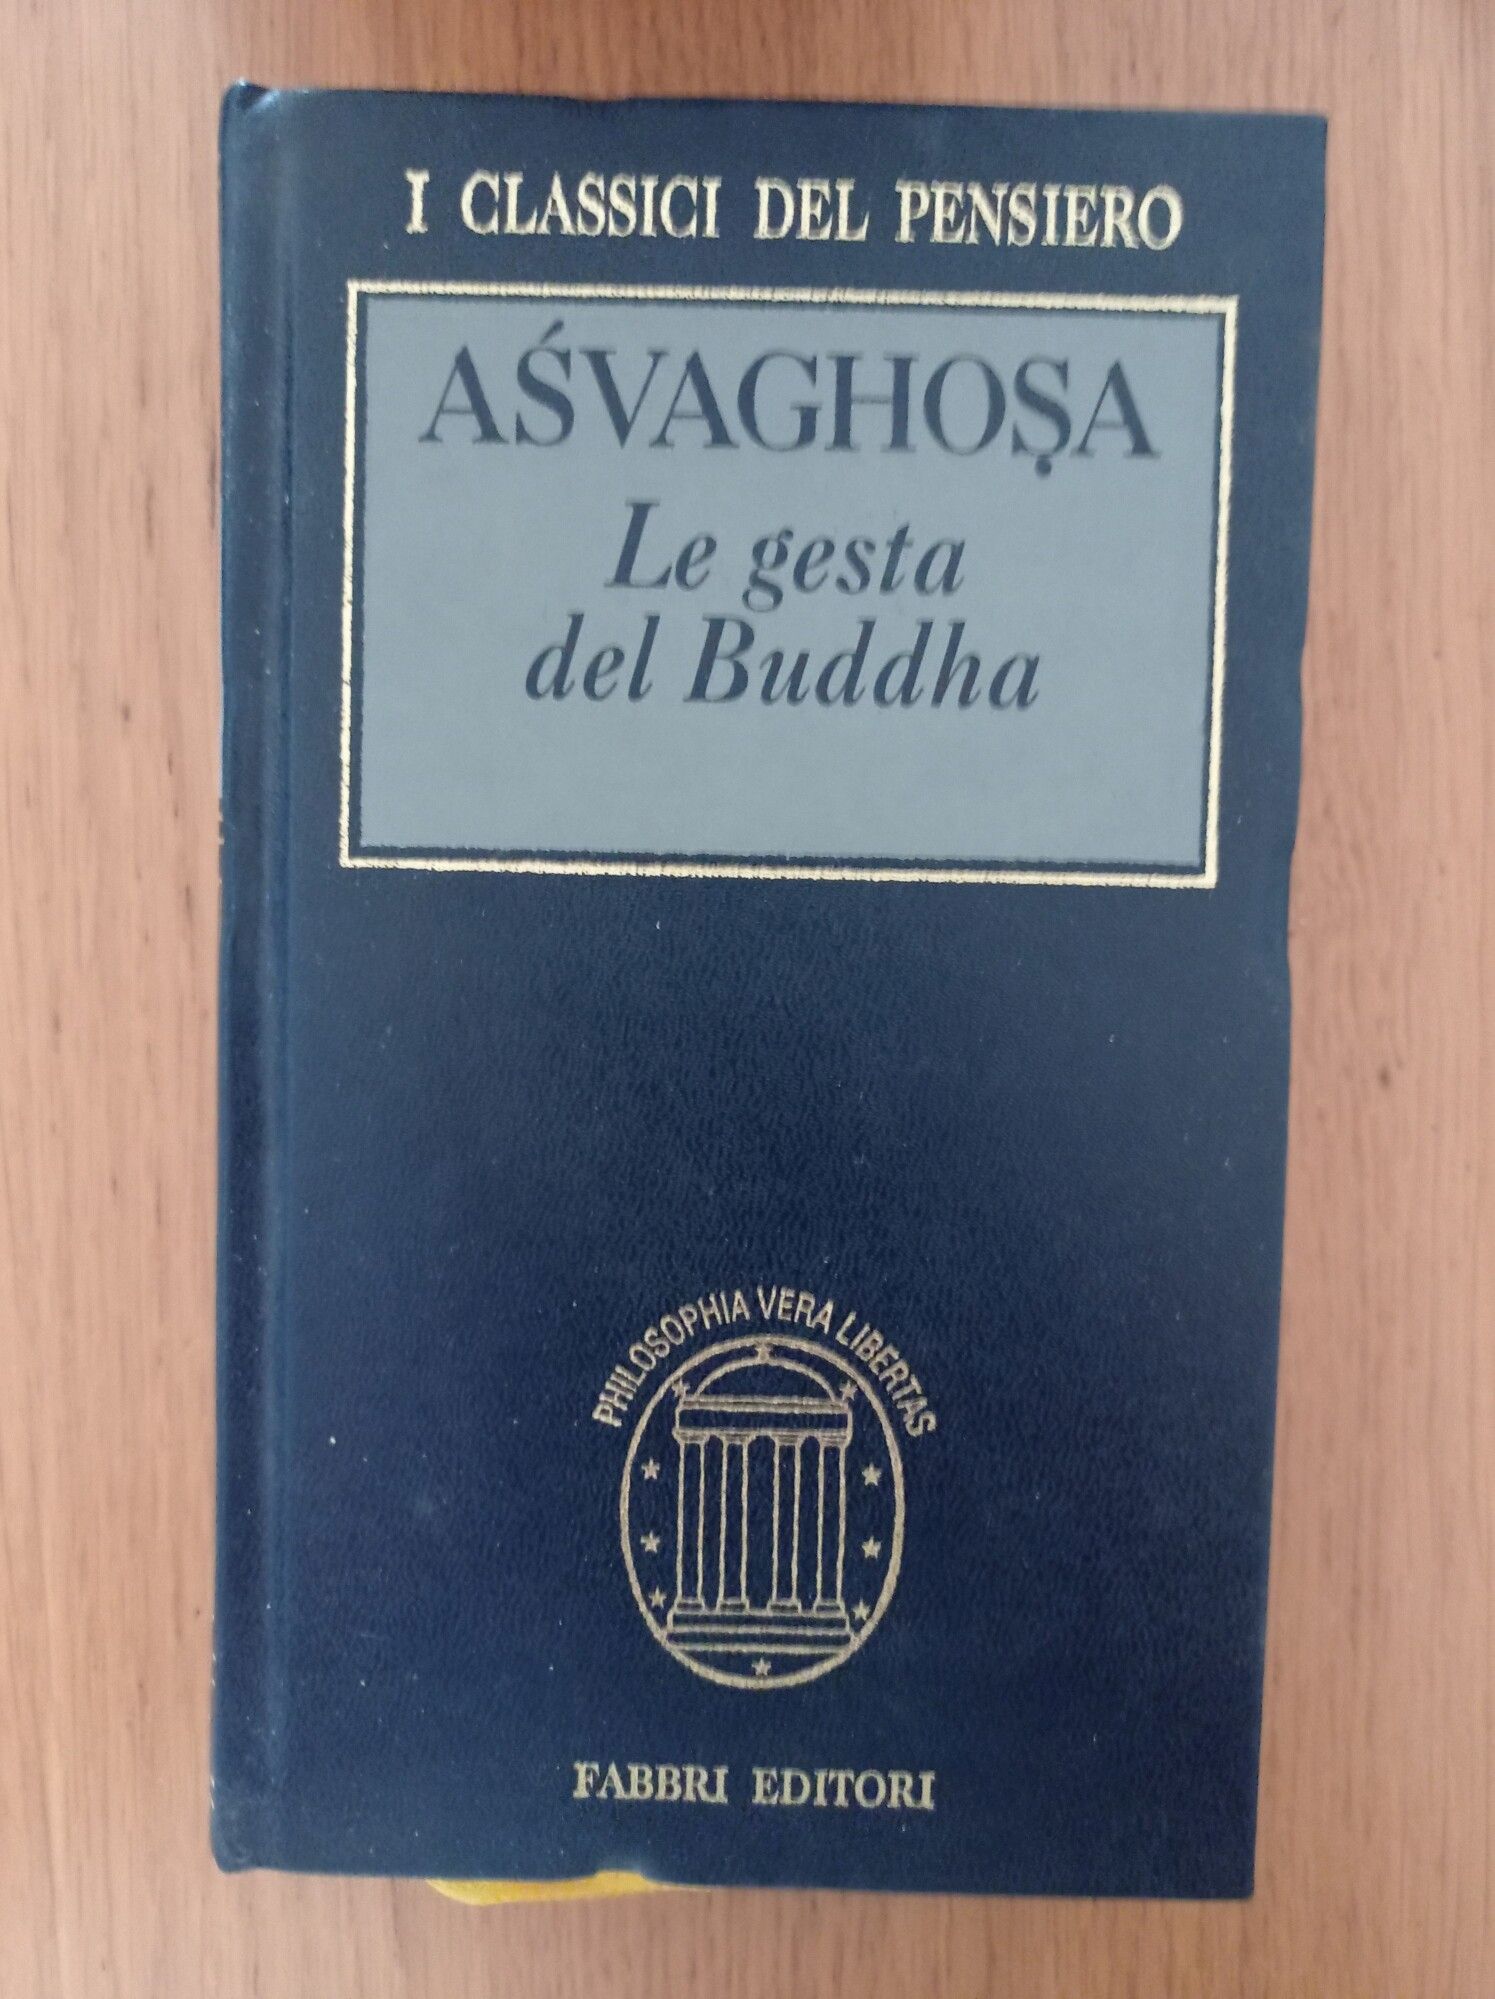 I CLASSICI DEL PENSIERO
AŚVAGHOṢA
Le gesta
del Buddha
PHILOSOPHIA VERA LIBERTAS
FABBRI EDITORI